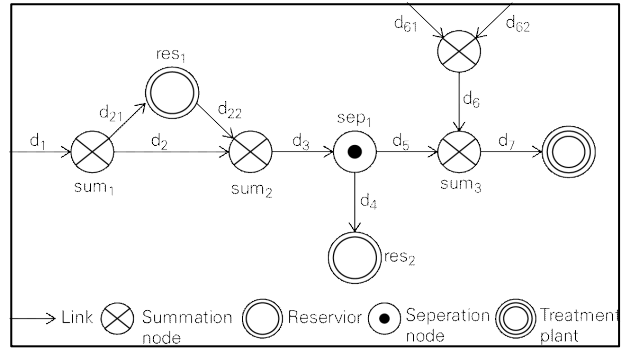 d61 d62
res1
d21 d22 d6
sep1
d1 d2 d3 d5 d7
sum1 sum2 sum3
d4
res2
Link Summation node Reservior Seperation node Treatment plant